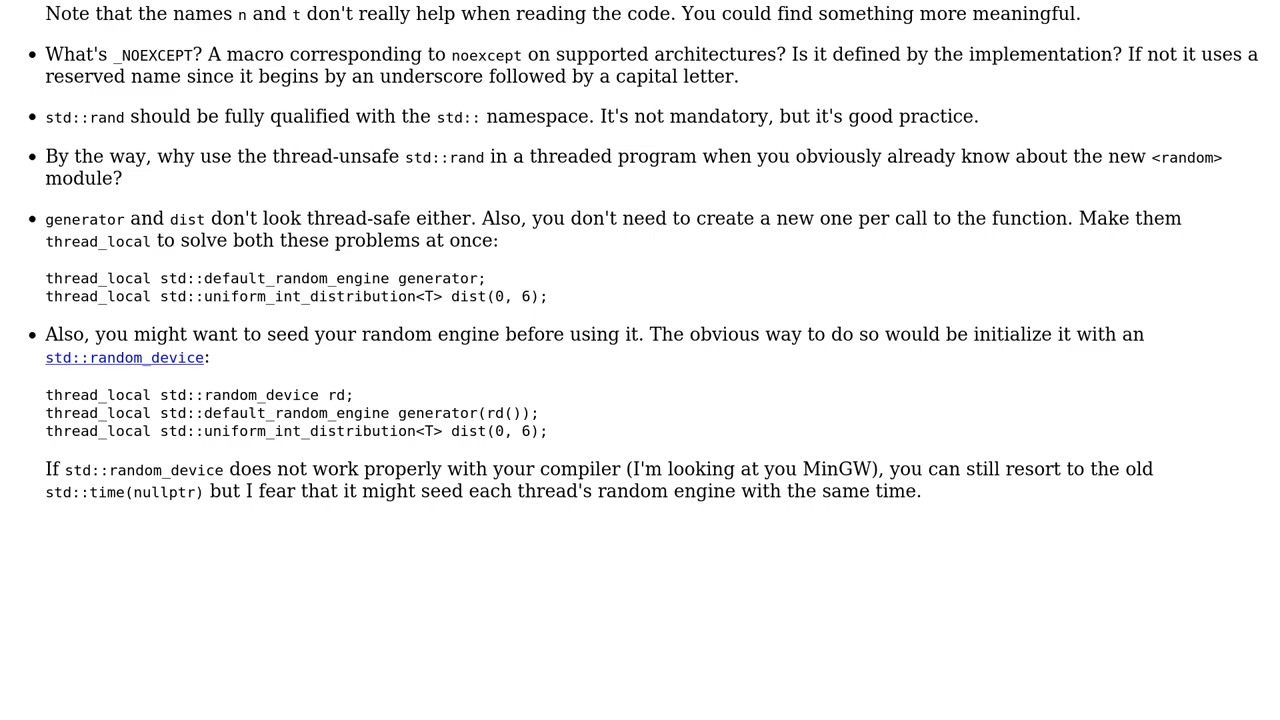 Note that the names n and t don't really help when reading the code. You could find something more meaningful.
• What's _NOEXCEPT? A macro corresponding to noexcept on supported architectures? Is it defined by the implementation? If not it uses a
reserved name since it begins by an underscore followed by a capital letter.
• std::rand should be fully qualified with the std:: namespace. It's not mandatory, but it's good practice.
• By the way, why use the thread-unsafe std::rand in a threaded program when you obviously already know about the new <random>
module?
• generator and dist don't look thread-safe either. Also, you don't need to create a new one per call to the function. Make them
thread_local to solve both these problems at once:
thread_local std::default_random_engine generator;
thread_local std::uniform_int_distribution<T> dist(0, 6);
• Also, you might want to seed your random engine before using it. The obvious way to do so would be initialize it with an
std::random_device:
thread_local std::random_device rd;
thread_local std::default_random_engine generator(rd());
thread_local std::uniform_int_distribution<T> dist(0, 6);
If std::random_device does not work properly with your compiler (I'm looking at you MinGW), you can still resort to the old
std::time(nullptr) but I fear that it might seed each thread's random engine with the same time.